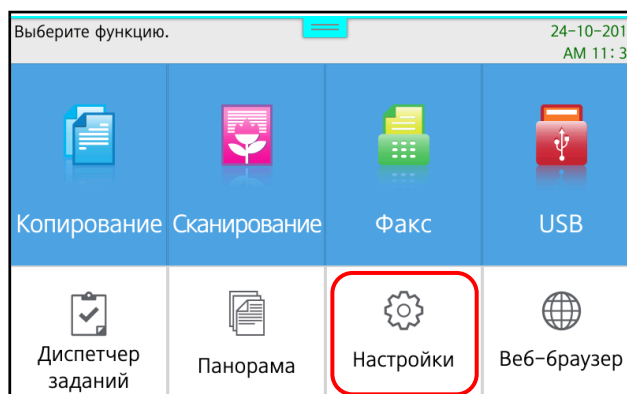 Выберите функцию.
24-10-201
AM 11:3
Копирование
Сканирование
Факс
USB
Диспетчер
заданий
Панорама
Настройки
Веб-браузер